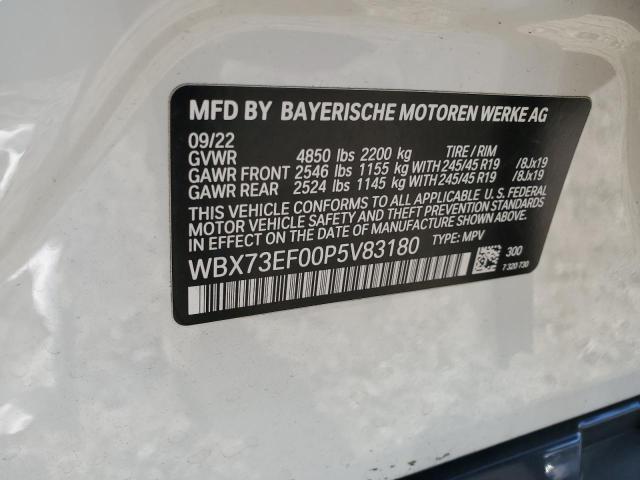 MFD BY BAYERISCHE MOTOREN WERKE AG
09/22
GVWR 4850 lbs 2200 kg TIRE / RIM
GAWR FRONT 2546 lbs 1155 kg WITH 245/45 R19 /8Jx19
GAWR REAR 2524 lbs 1145 kg WITH 245/45 R19 /8Jx19
THIS VEHICLE CONFORMS TO ALL APPLICABLE U.S. FEDERAL
MOTOR VEHICLE SAFETY AND THEFT PREVENTION STANDARDS
IN EFFECT ON THE DATE OF MANUFACTURE SHOWN ABOVE.
WBX73EF00P5V83180 TYPE: MPV
300
7 320 730